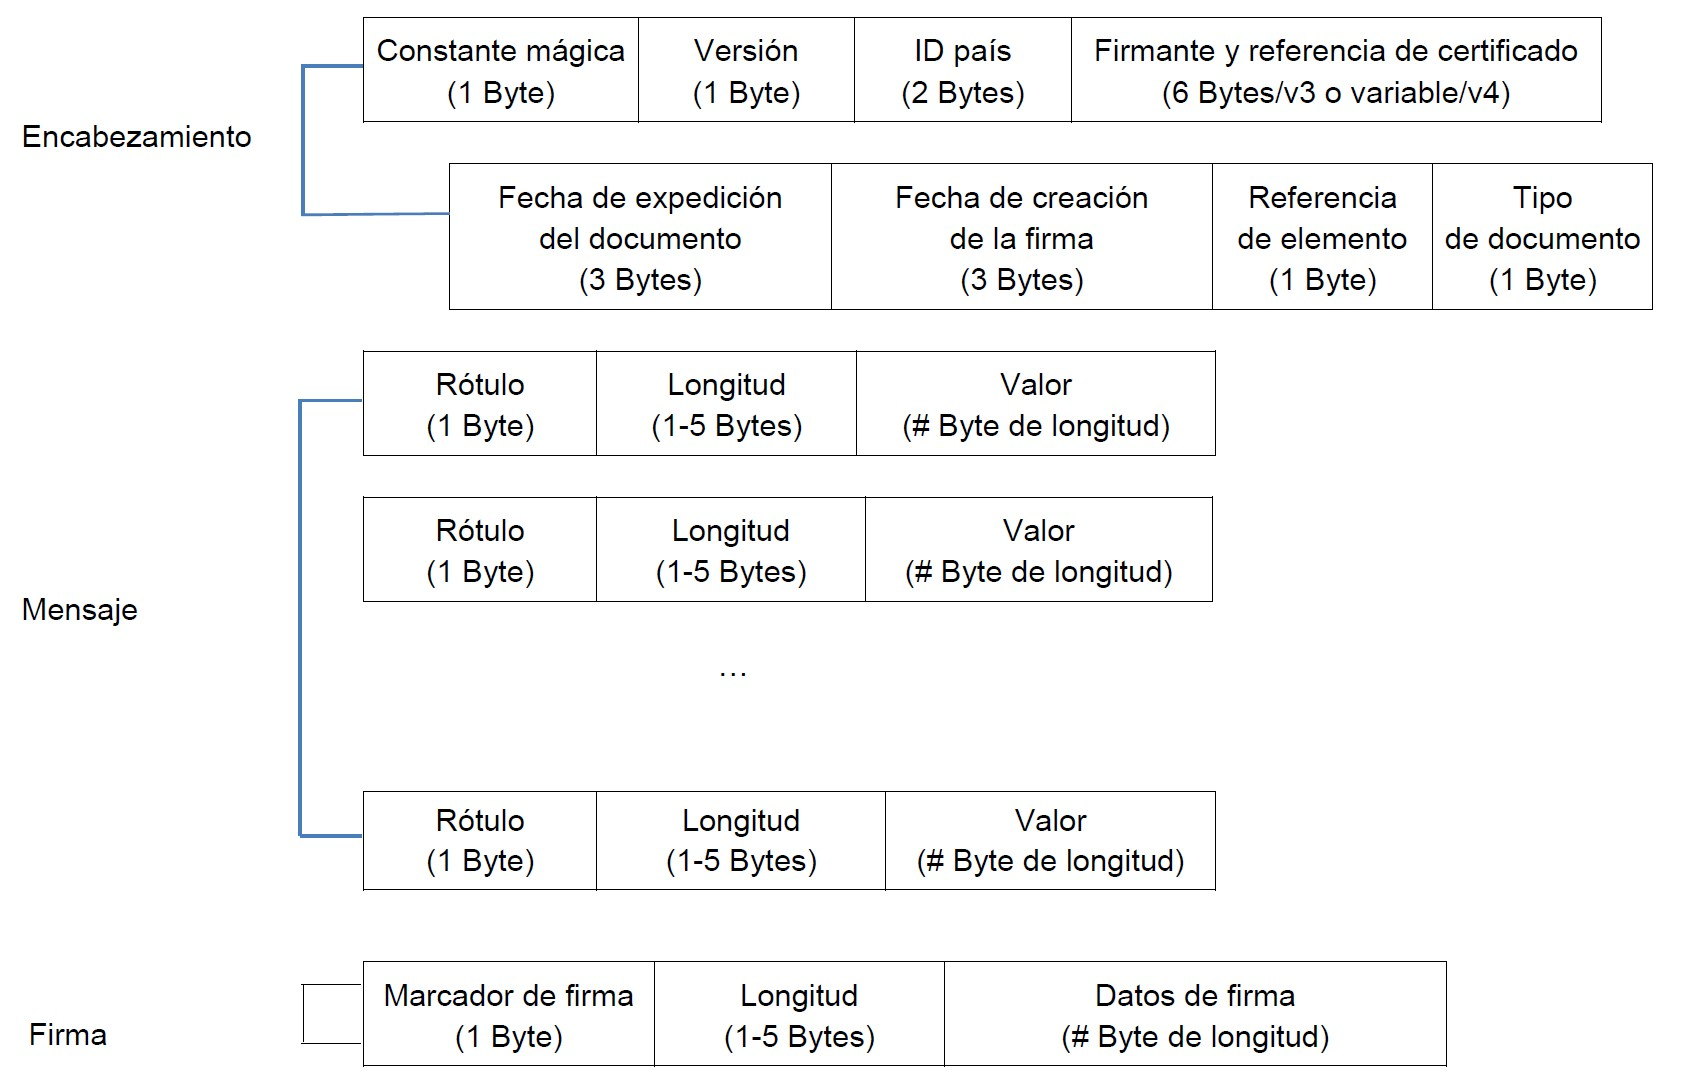 Constante mágica
(1 Byte)
Versión
(1 Byte)
ID país
(2 Bytes)
Firmante y referencia de certificado
(6 Bytes/v3 o variable/v4)
Encabezamiento
Fecha de expedición
del documento
(3 Bytes)
Fecha de creación
de la firma
(3 Bytes)
Referencia
de elemento
(1 Byte)
Tipo
de documento
(1 Byte)
Rótulo
(1 Byte)
Longitud
(1-5 Bytes)
Valor
(# Byte de longitud)
Rótulo
(1 Byte)
Longitud
(1-5 Bytes)
Valor
(# Byte de longitud)
Mensaje
…
Rótulo
(1 Byte)
Longitud
(1-5 Bytes)
Valor
(# Byte de longitud)
Firma
Marcador de firma
(1 Byte)
Longitud
(1-5 Bytes)
Datos de firma
(# Byte de longitud)